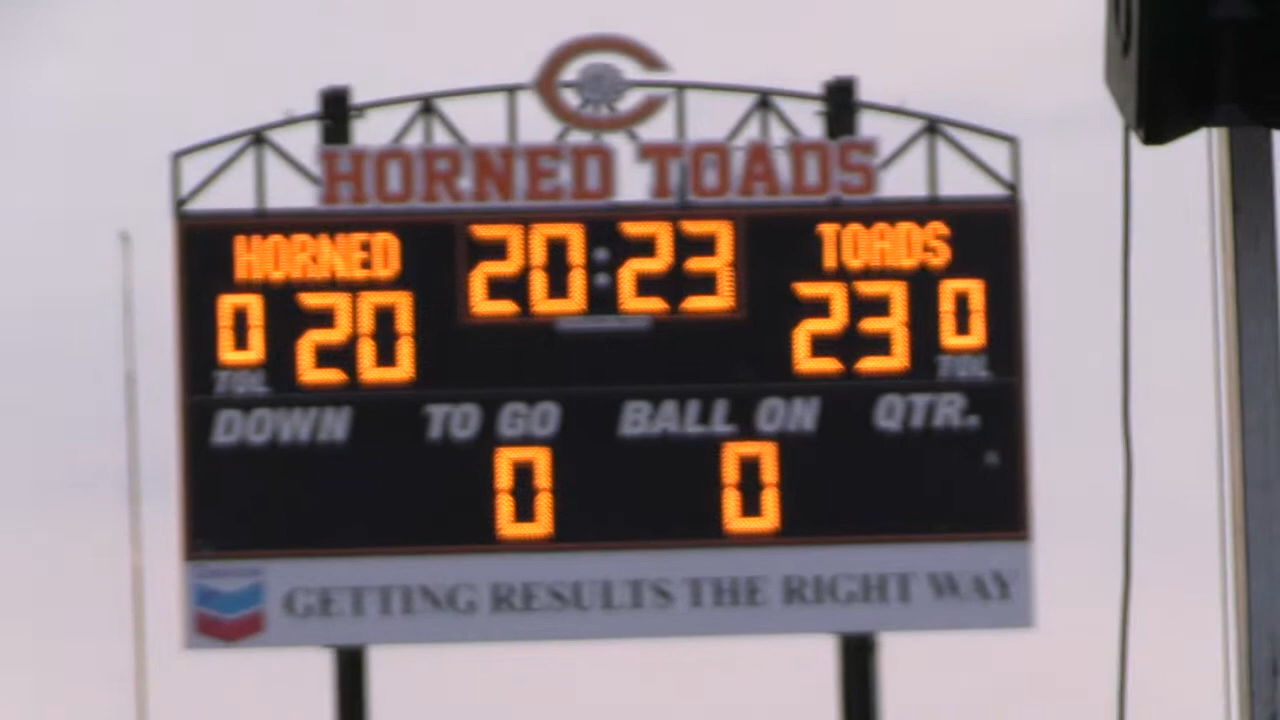 C
HORNED TOADS
HORNED 20:23 TOADS
0 20 23 0
TOL TOL
DOWN TO GO BALL ON QTR.
0 0
GETTING RESULTS THE RIGHT WAY